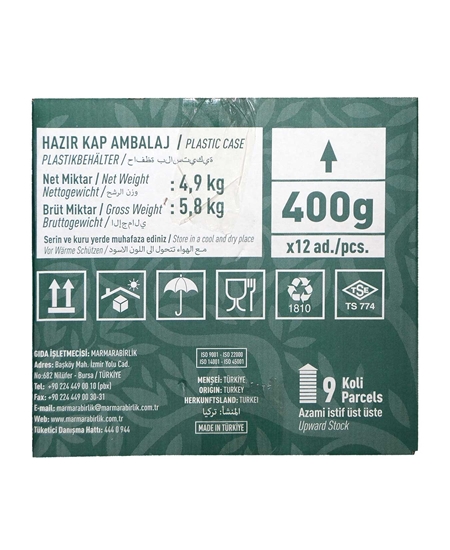 HAZIR KAP AMBALAJ / PLASTIC CASE
PLASTIKBEHÄLTER /
Net Miktar / Net Weight
Nettogewicht / وزن الرشح : 4,9 kg
Brüt Miktar / Gross Weight : 5,8 kg
Bruttogewicht / الإجمالي
Serin ve kuru yerde muhafaza ediniz / Store in a cool and dry place
Vor Wärme Schützen /
400g
x12 ad./pcs.
1810
TSE
TS 774
GIDA İŞLETMECİSİ: MARMARABİRLİK
Adres: Başköy Mah. İzmir Yolu Cad.
No:682 Nilüfer - Bursa / TÜRKİYE
Tel: +90 224 449 00 10 (pbx)
Fax: +90 224 449 00 30-31
E-mail: marmarabirlik@marmarabirlik.com.tr
Web: www.marmarabirlik.com.tr
Tüketici Danışma Hattı: 444 0 944
ISO 9001 - ISO 22000
ISO 14001 - ISO 45001
MENŞEİ: TÜRKİYE
ORIGIN: TURKEY
HERKUNFTSLAND: TURKEI
المنشأ: تركيا
MADE IN TÜRKİYE
9 Koli
Parcels
Azami istif üst üste
Upward Stock